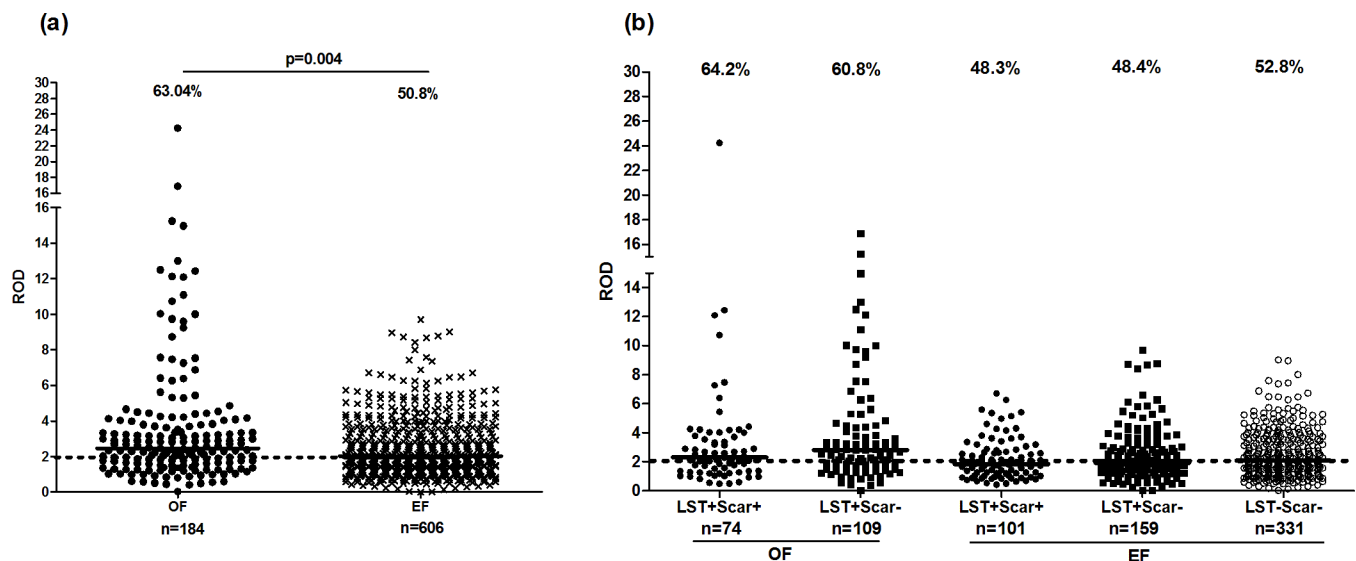 (a)
p=0.004
63.04%
50.8%
30
28
26
24
22
20
18
16
16
14
12
10
8
6
4
2
0
ROD
OF
EF
n=184
n=606
(b)
64.2%
60.8%
48.3%
48.4%
52.8%
30
28
26
24
22
20
18
16
14
12
10
8
6
4
2
0
ROD
LST+Scar+
LST+Scar-
LST+Scar+
LST+Scar-
LST-Scar-
n=74
n=109
n=101
n=159
n=331
OF
EF